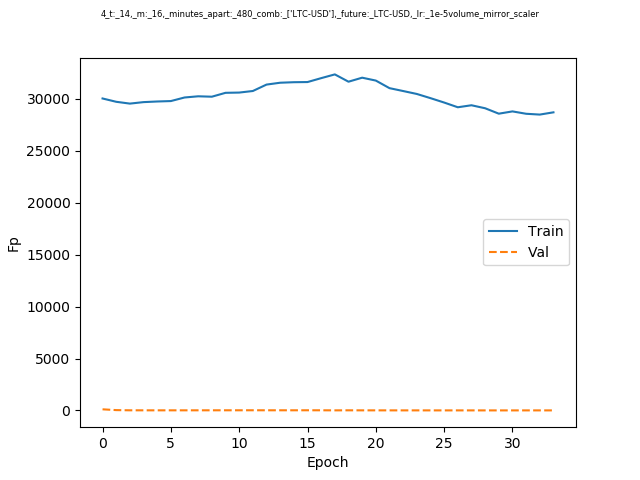 4_t:_14,_m:_16,_minutes_apart:_480_comb:_['LTC-USD'],_future:_LTC-USD,_lr:_1e-5volume_mirror_scaler
30000
25000
20000
15000
10000
5000
0
Fp
Train
Val
0 5 10 15 20 25 30
Epoch